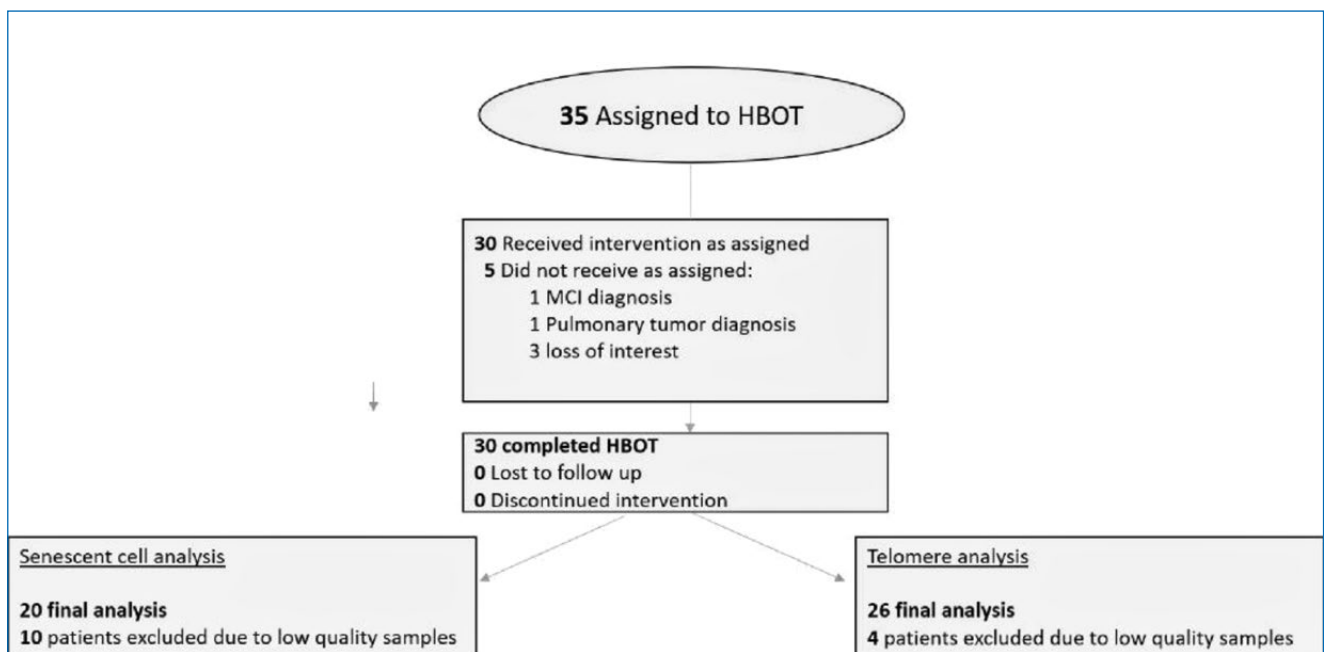 35 Assigned to HBOT
30 Received intervention as assigned
5 Did not receive as assigned:
1 MCI diagnosis
1 Pulmonary tumor diagnosis
3 loss of interest
30 completed HBOT
0 Lost to follow up
0 Discontinued intervention
Senescent cell analysis
20 final analysis
10 patients excluded due to low quality samples
Telomere analysis
26 final analysis
4 patients excluded due to low quality samples